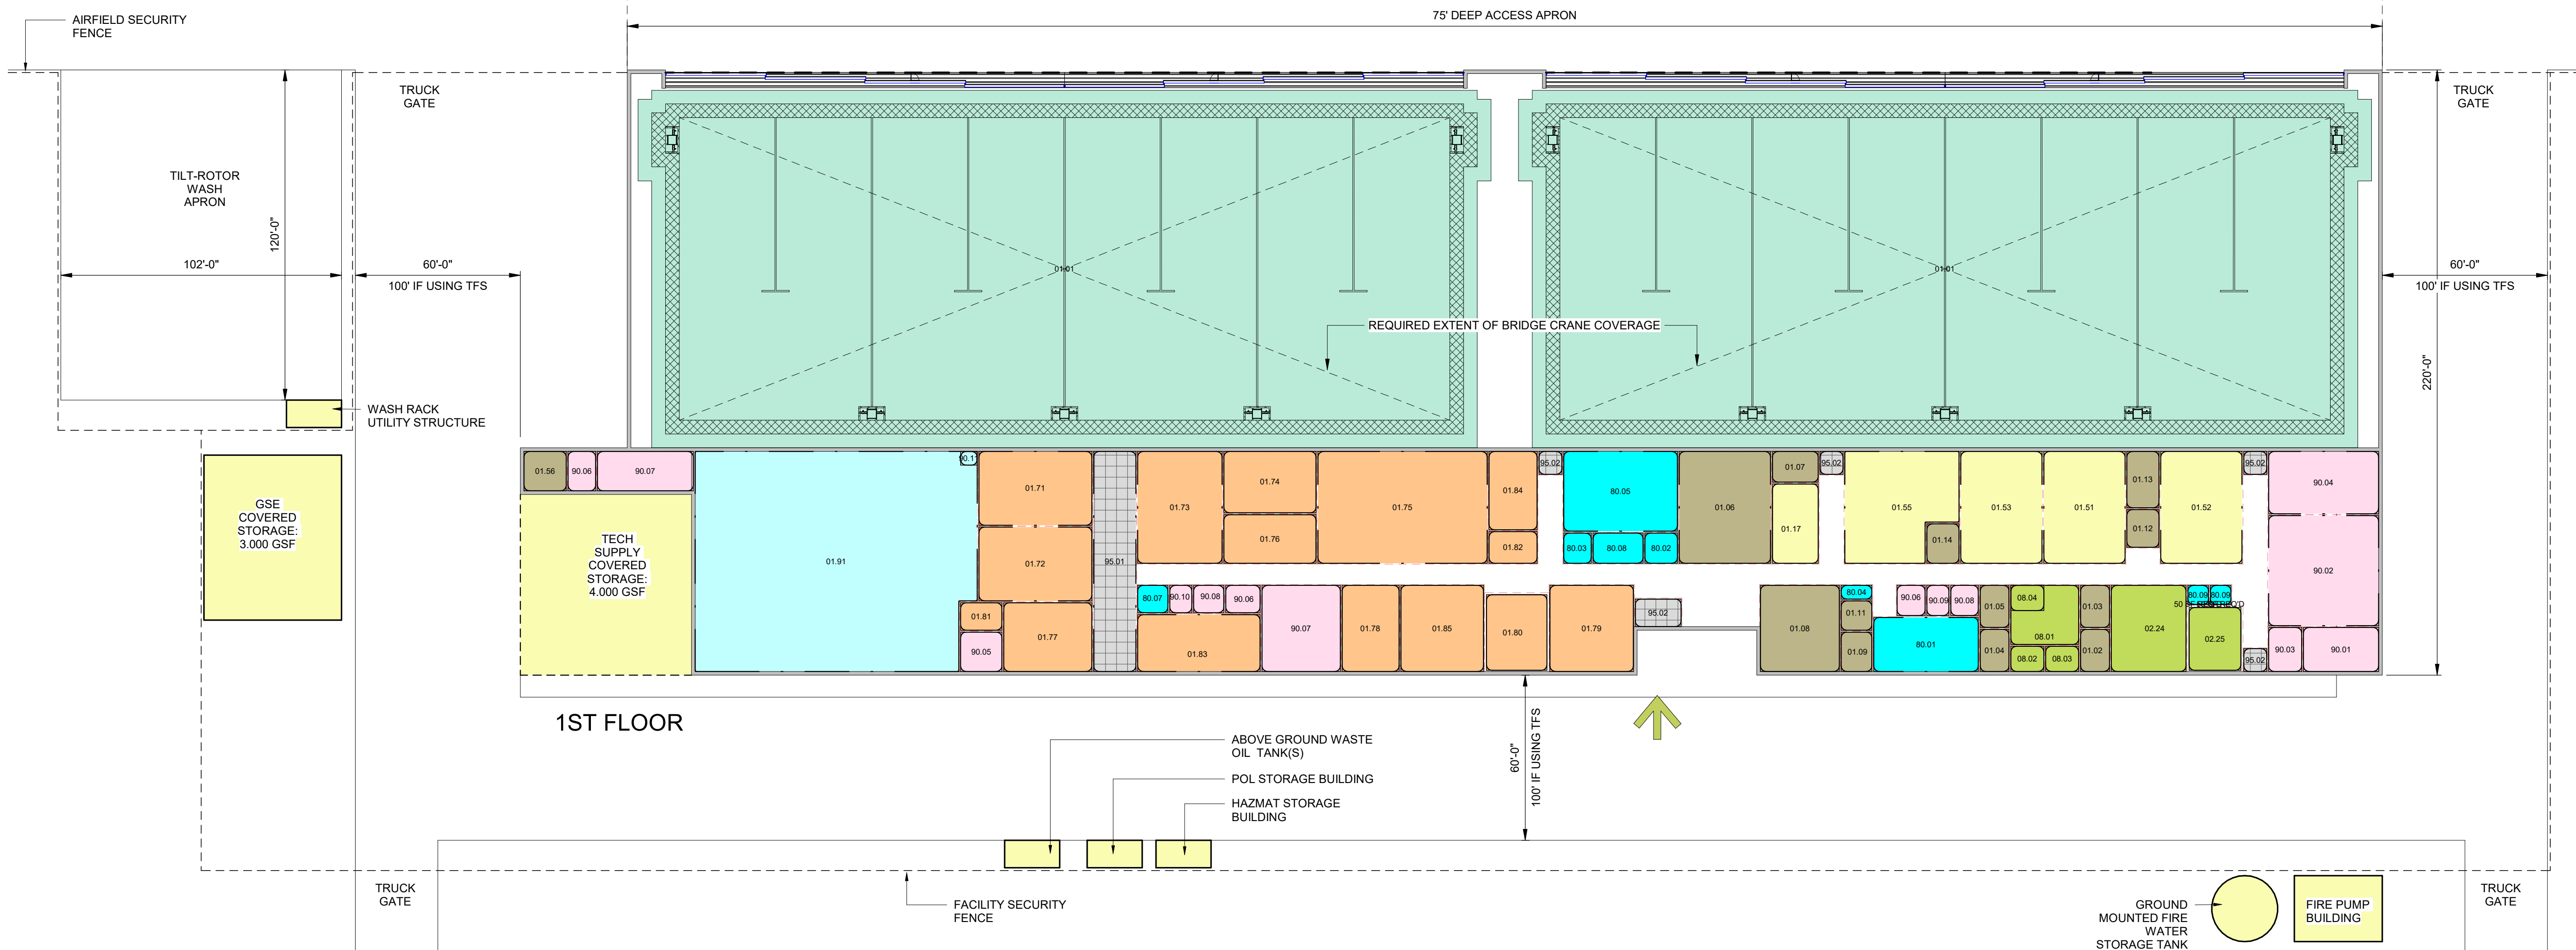 AIRFIELD SECURITY
FENCE
75' DEEP ACCESS APRON
TRUCK
GATE
TRUCK
GATE
TILT-ROTOR
WASH
APRON
120'-0"
102'-0"
60'-0"
100' IF USING TFS
01.01
01.01
60'-0"
100' IF USING TFS
REQUIRED EXTENT OF BRIDGE CRANE COVERAGE
220'-0"
WASH RACK
UTILITY STRUCTURE
GSE
COVERED
STORAGE:
3.000 GSF
TECH
SUPPLY
COVERED
STORAGE:
4.000 GSF
01.56
90.06
90.07
01.91
01.71
01.72
01.81
90.05
01.77
95.01
01.73
01.74
01.76
01.75
01.84
01.82
95.02
80.05
80.03
80.08
80.02
01.06
01.07
01.17
95.02
01.55
01.14
01.53
01.51
01.13
01.12
01.52
95.02
90.04
90.02
80.07
90.10
90.08
90.06
01.83
90.07
01.78
01.85
01.80
01.79
95.02
01.08
80.04
01.11
01.09
90.06
90.09
90.08
80.01
01.05
01.04
08.04
08.01
08.02
08.03
01.03
01.02
02.24
80.09
80.09
02.25
95.02
90.03
90.01
1ST FLOOR
60'-0"
100' IF USING TFS
ABOVE GROUND WASTE
OIL TANK(S)
POL STORAGE BUILDING
HAZMAT STORAGE
BUILDING
TRUCK
GATE
FACILITY SECURITY
FENCE
GROUND
MOUNTED FIRE
WATER
STORAGE TANK
FIRE PUMP
BUILDING
TRUCK
GATE